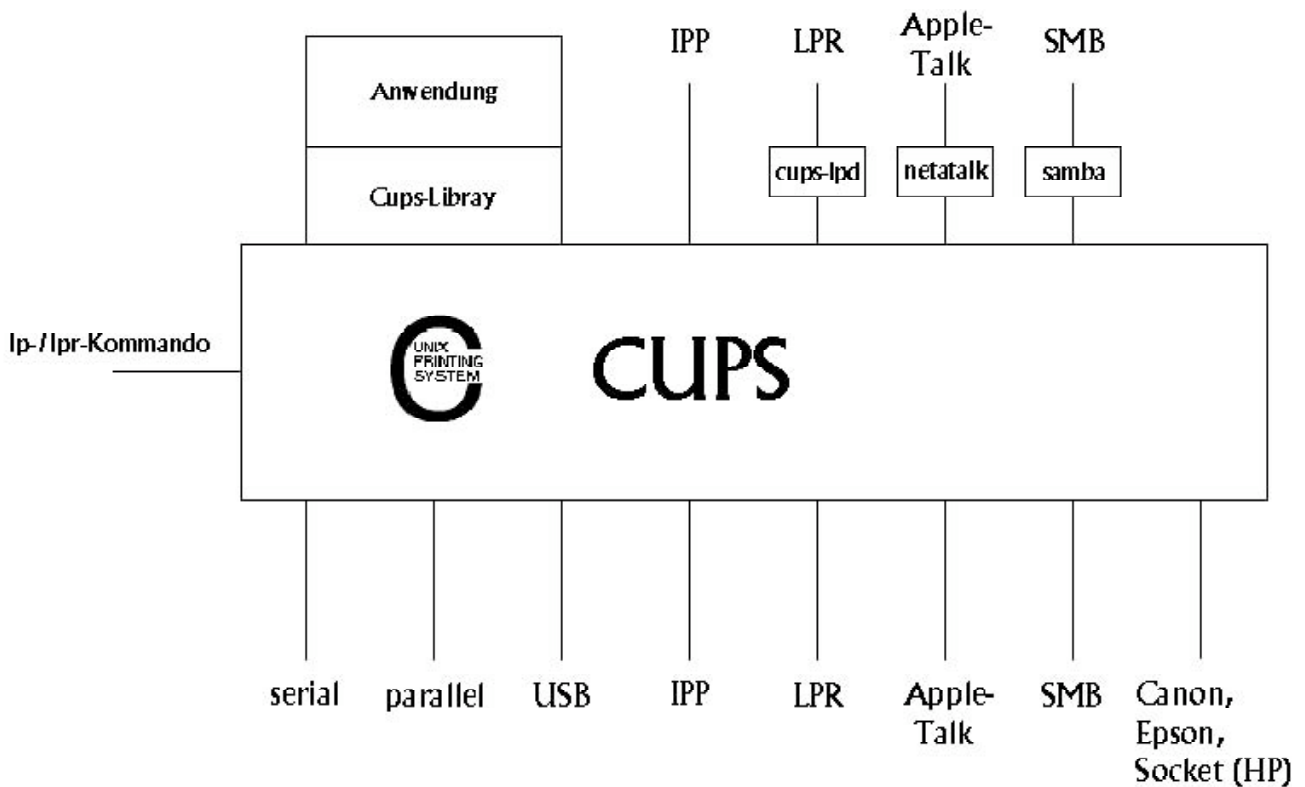 Anwendung
Cups-Libray
IPP
LPR
Apple-
Talk
SMB
cups-lpd
netatalk
samba
lp-/lpr-Kommando
C
UNIX
PRINTING
SYSTEM
CUPS
serial
parallel
USB
IPP
LPR
Apple-
Talk
SMB
Canon,
Epson,
Socket (HP)